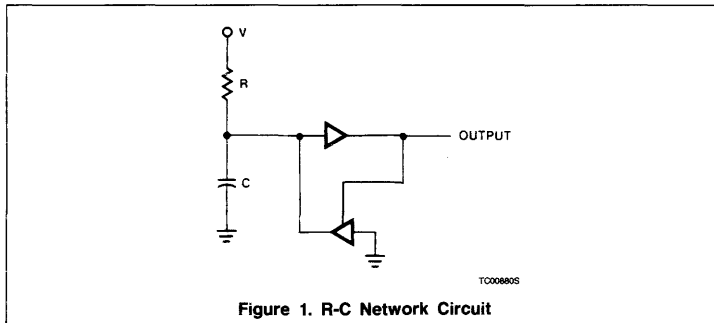 V
R
OUTPUT
C
TC00880S
Figure 1. R-C Network Circuit